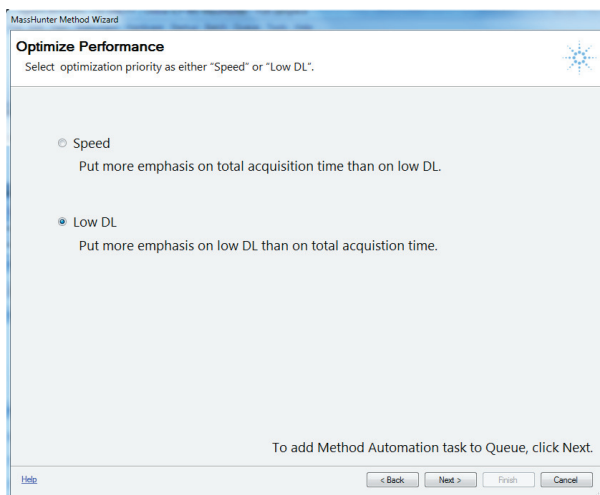 MassHunter Method Wizard
Optimize Performance
Select optimization priority as either “Speed” or “Low DL”.
Speed
Put more emphasis on total acquisition time than on low DL.
Low DL
Put more emphasis on low DL than on total acquistion time.
To add Method Automation task to Queue, click Next.
Help
< Back Next > Finish Cancel